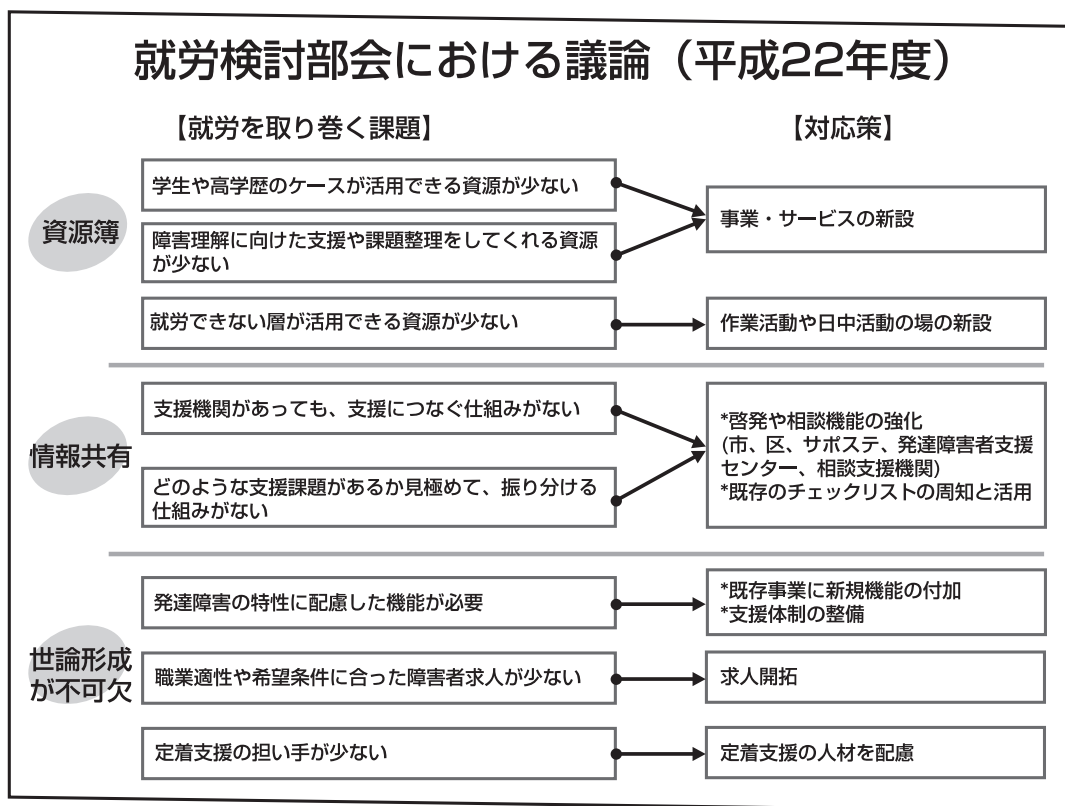 就労検討部会における議論（平成22年度）
【就労を取り巻く課題】
【対応策】
資源簿
学生や高学歴のケースが活用できる資源が少ない
障害理解に向けた支援や課題整理をしてくれる資源
が少ない
事業・サービスの新設
就労できない層が活用できる資源が少ない
作業活動や日中活動の場の新設
情報共有
支援機関があっても、支援につなぐ仕組みがない
どのような支援課題があるか見極めて、振り分ける
仕組みがない
*啓発や相談機能の強化
(市、区、サポステ、発達障害者支援
センター、相談支援機関)
*既存のチェックリストの周知と活用
世論形成
が不可欠
発達障害の特性に配慮した機能が必要
*既存事業に新規機能の付加
*支援体制の整備
職業適性や希望条件に合った障害者求人が少ない
求人開拓
定着支援の担い手が少ない
定着支援の人材を配慮